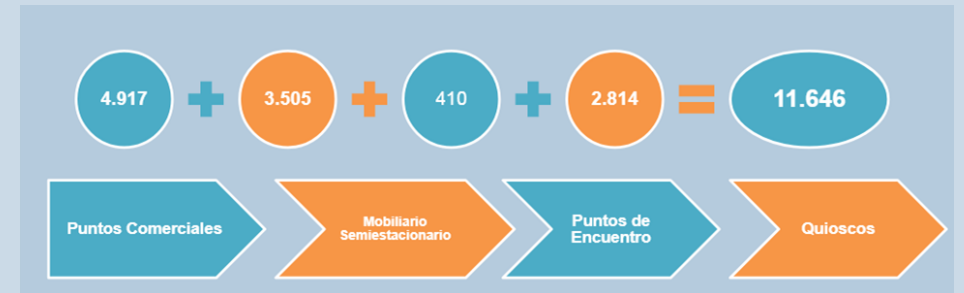 4.917 3.505 410 2.814 11.646
Puntos Comerciales
Mobiliario
Semiestacionario
Puntos de
Encuentro
Quioscos